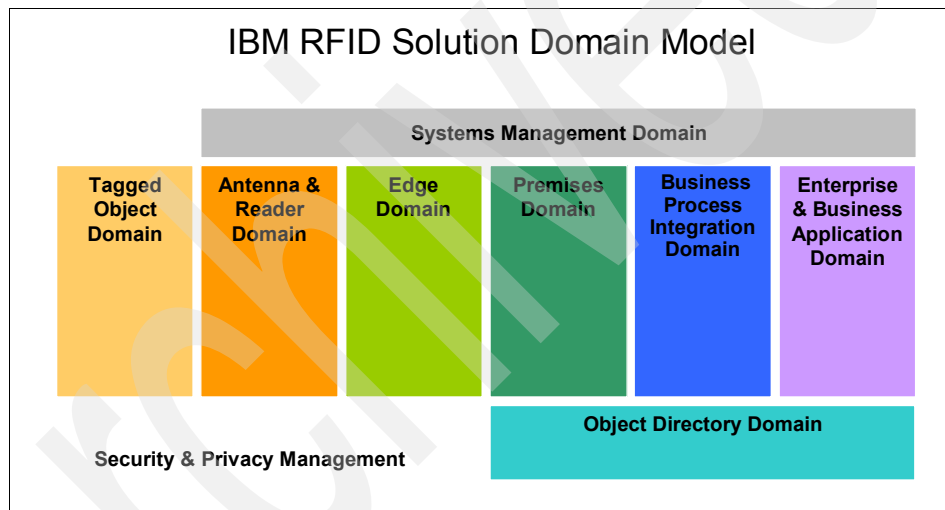 IBM RFID Solution Domain Model
Systems Management Domain
Tagged
Object
Domain
Antenna &
Reader
Domain
Edge
Domain
Premises
Domain
Business
Process
Integration
Domain
Enterprise
& Business
Application
Domain
Object Directory Domain
Security & Privacy Management